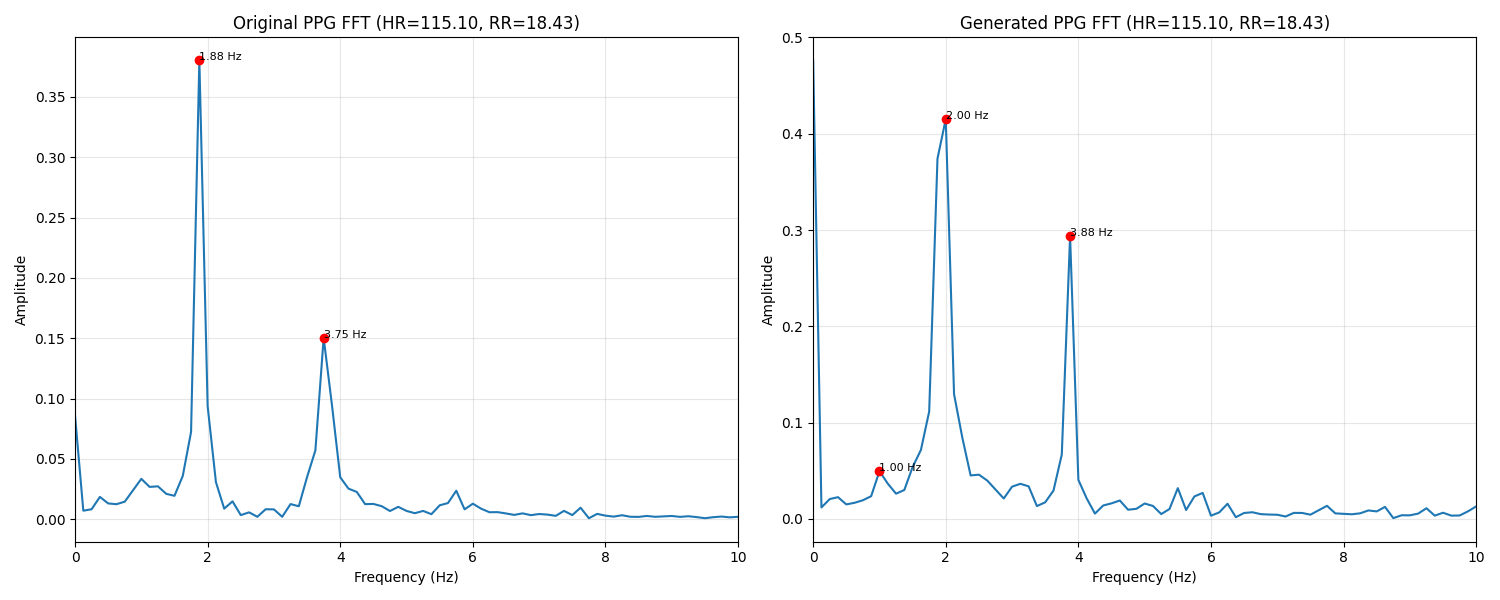 Original PPG FFT (HR=115.10, RR=18.43)
1.88 Hz
3.75 Hz
0.35
0.30
0.25
0.20
0.15
0.10
0.05
0.00
Amplitude
0 2 4 6 8 10
Frequency (Hz)
Generated PPG FFT (HR=115.10, RR=18.43)
2.00 Hz
3.88 Hz
1.00 Hz
0.5
0.4
0.3
0.2
0.1
0.0
Amplitude
0 2 4 6 8 10
Frequency (Hz)